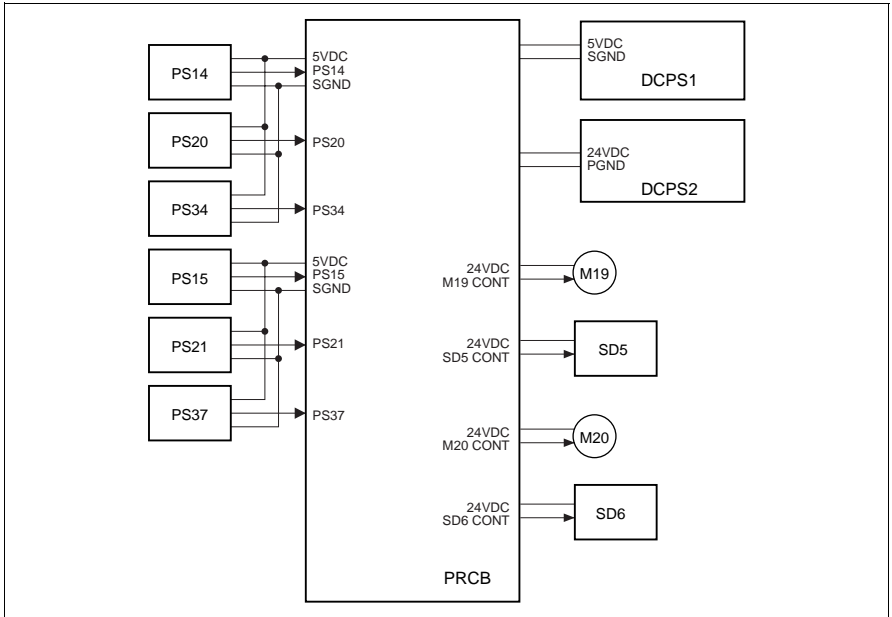 PS14
5VDC
PS14
SGND
PS20
PS20
PS34
PS34
PS15
5VDC
PS15
SGND
PS21
PS21
PS37
PS37
5VDC
SGND
DCPS1
24VDC
PGND
DCPS2
24VDC
M19 CONT
M19
24VDC
SD5 CONT
SD5
24VDC
M20 CONT
M20
24VDC
SD6 CONT
SD6
PRCB